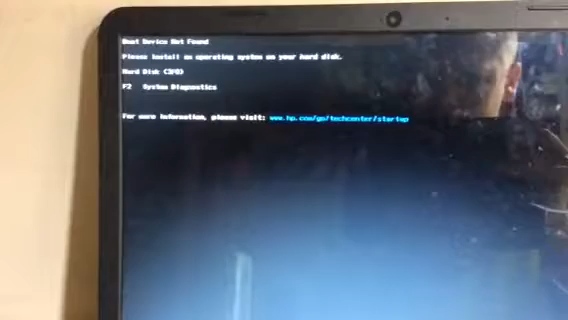 Boot Device Not Found
Please install an operating system on your hard disk.
Hard Disk (3F0)
F2 System Diagnostics
For more information, please visit: www.hp.com/go/techcenter/startup